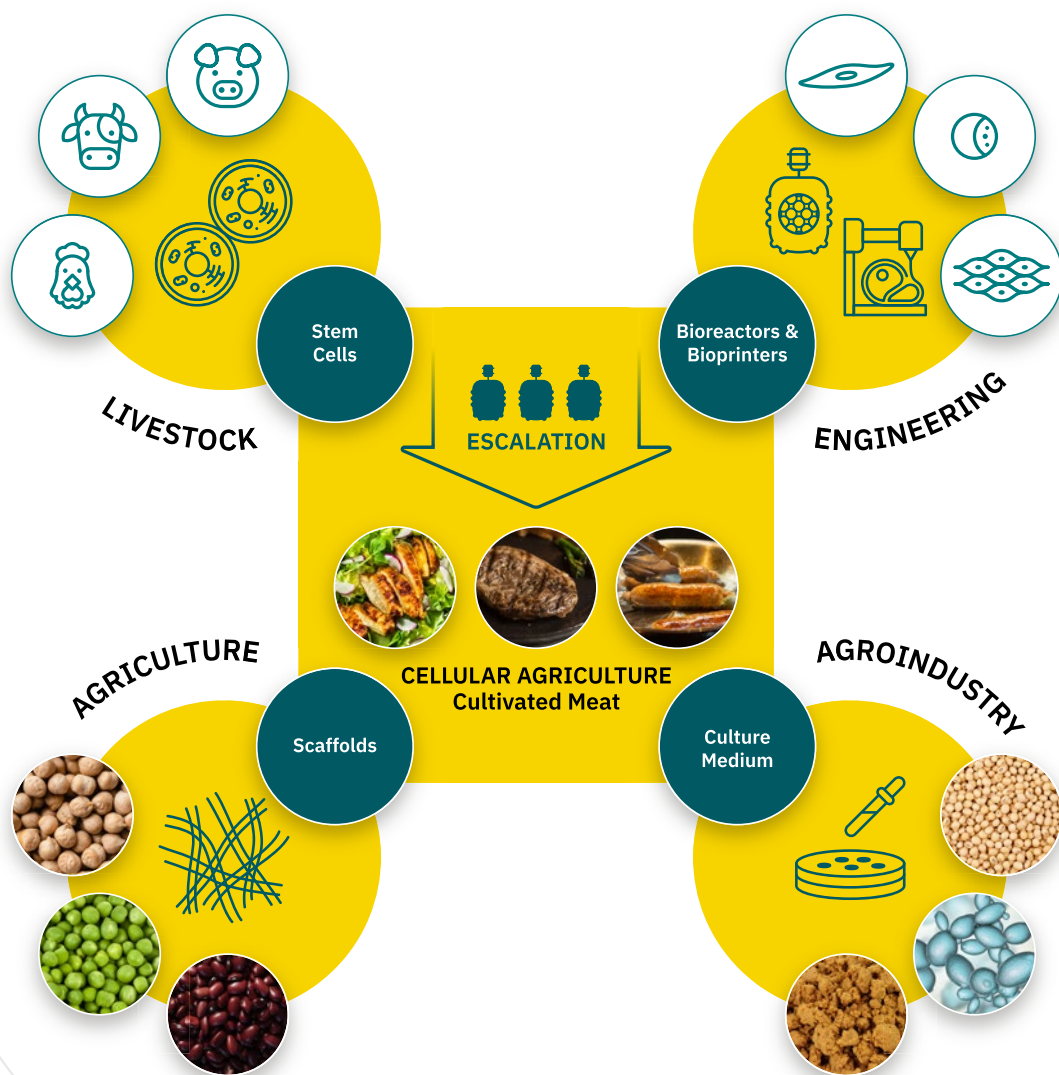 Stem
Cells
Bioreactors &
Bioprinters
LIVESTOCK
ESCALATION
ENGINEERING
AGRICULTURE
CELLULAR AGRICULTURE
Cultivated Meat
AGROINDUSTRY
Scaffolds
Culture
Medium